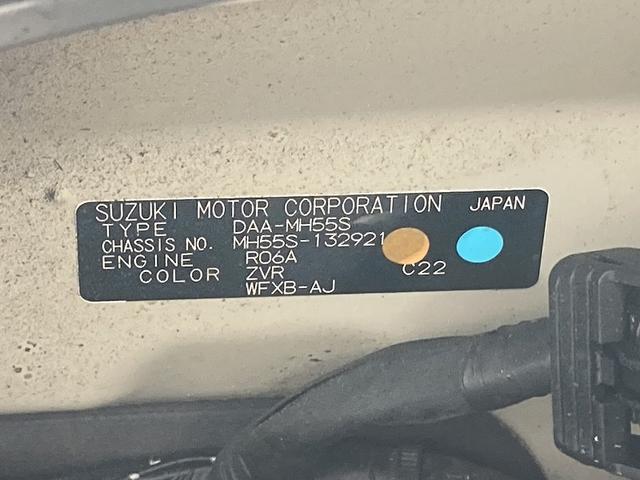 SUZUKI MOTOR CORPORATION JAPAN
TYPE DAA-MH55S
CHASSIS NO. MH55S-132921
ENGINE R06A
COLOR ZVR C22
WFXB-AJ